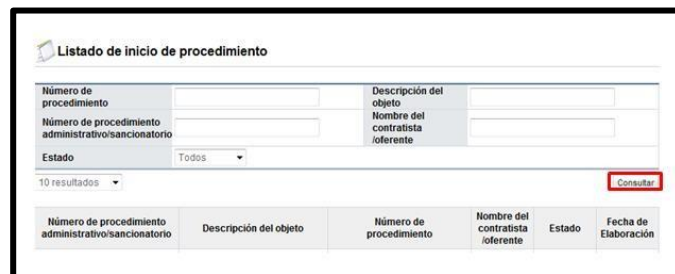 Listado de inicio de procedimiento
Número de procedimiento
Descripción del objeto
Número de procedimiento administrativo/sancionatorio
Nombre del contratista /oferente
Estado
Todos
10 resultados
Consultar
Número de procedimiento administrativo/sancionatorio
Descripción del objeto
Número de procedimiento
Nombre del contratista /oferente
Estado
Fecha de Elaboración